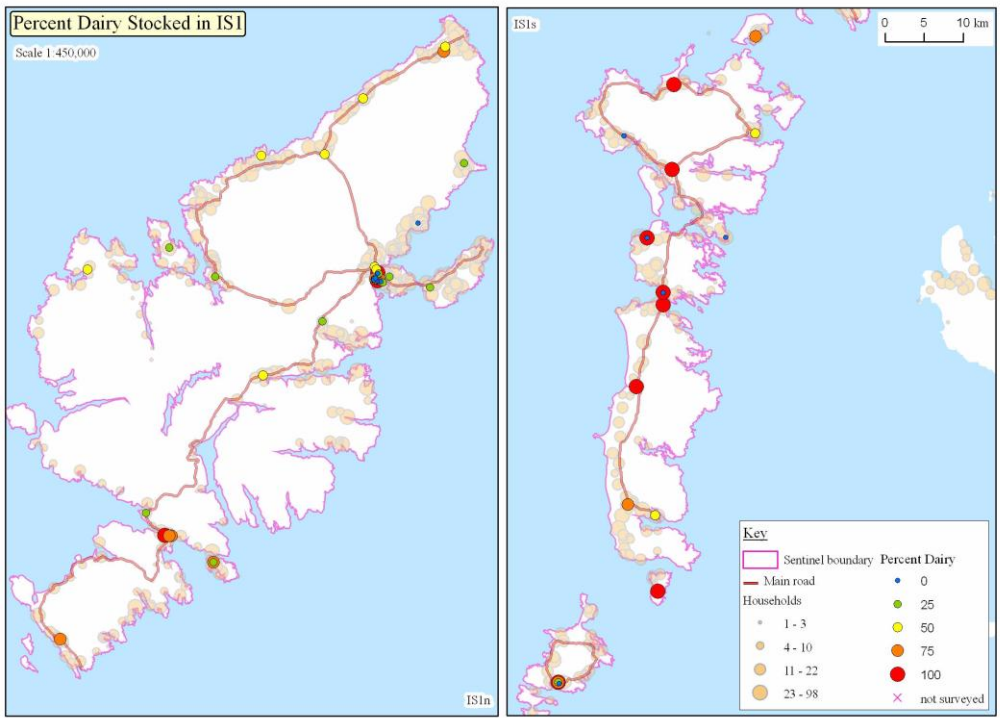 Percent Dairy Stocked in IS1
Scale 1:450,000
IS1n
IS1s
0 5 10 km
Key
Sentinel boundary
Main road
Households
1 - 3
4 - 10
11 - 22
23 - 98
Percent Dairy
0
25
50
75
100
not surveyed